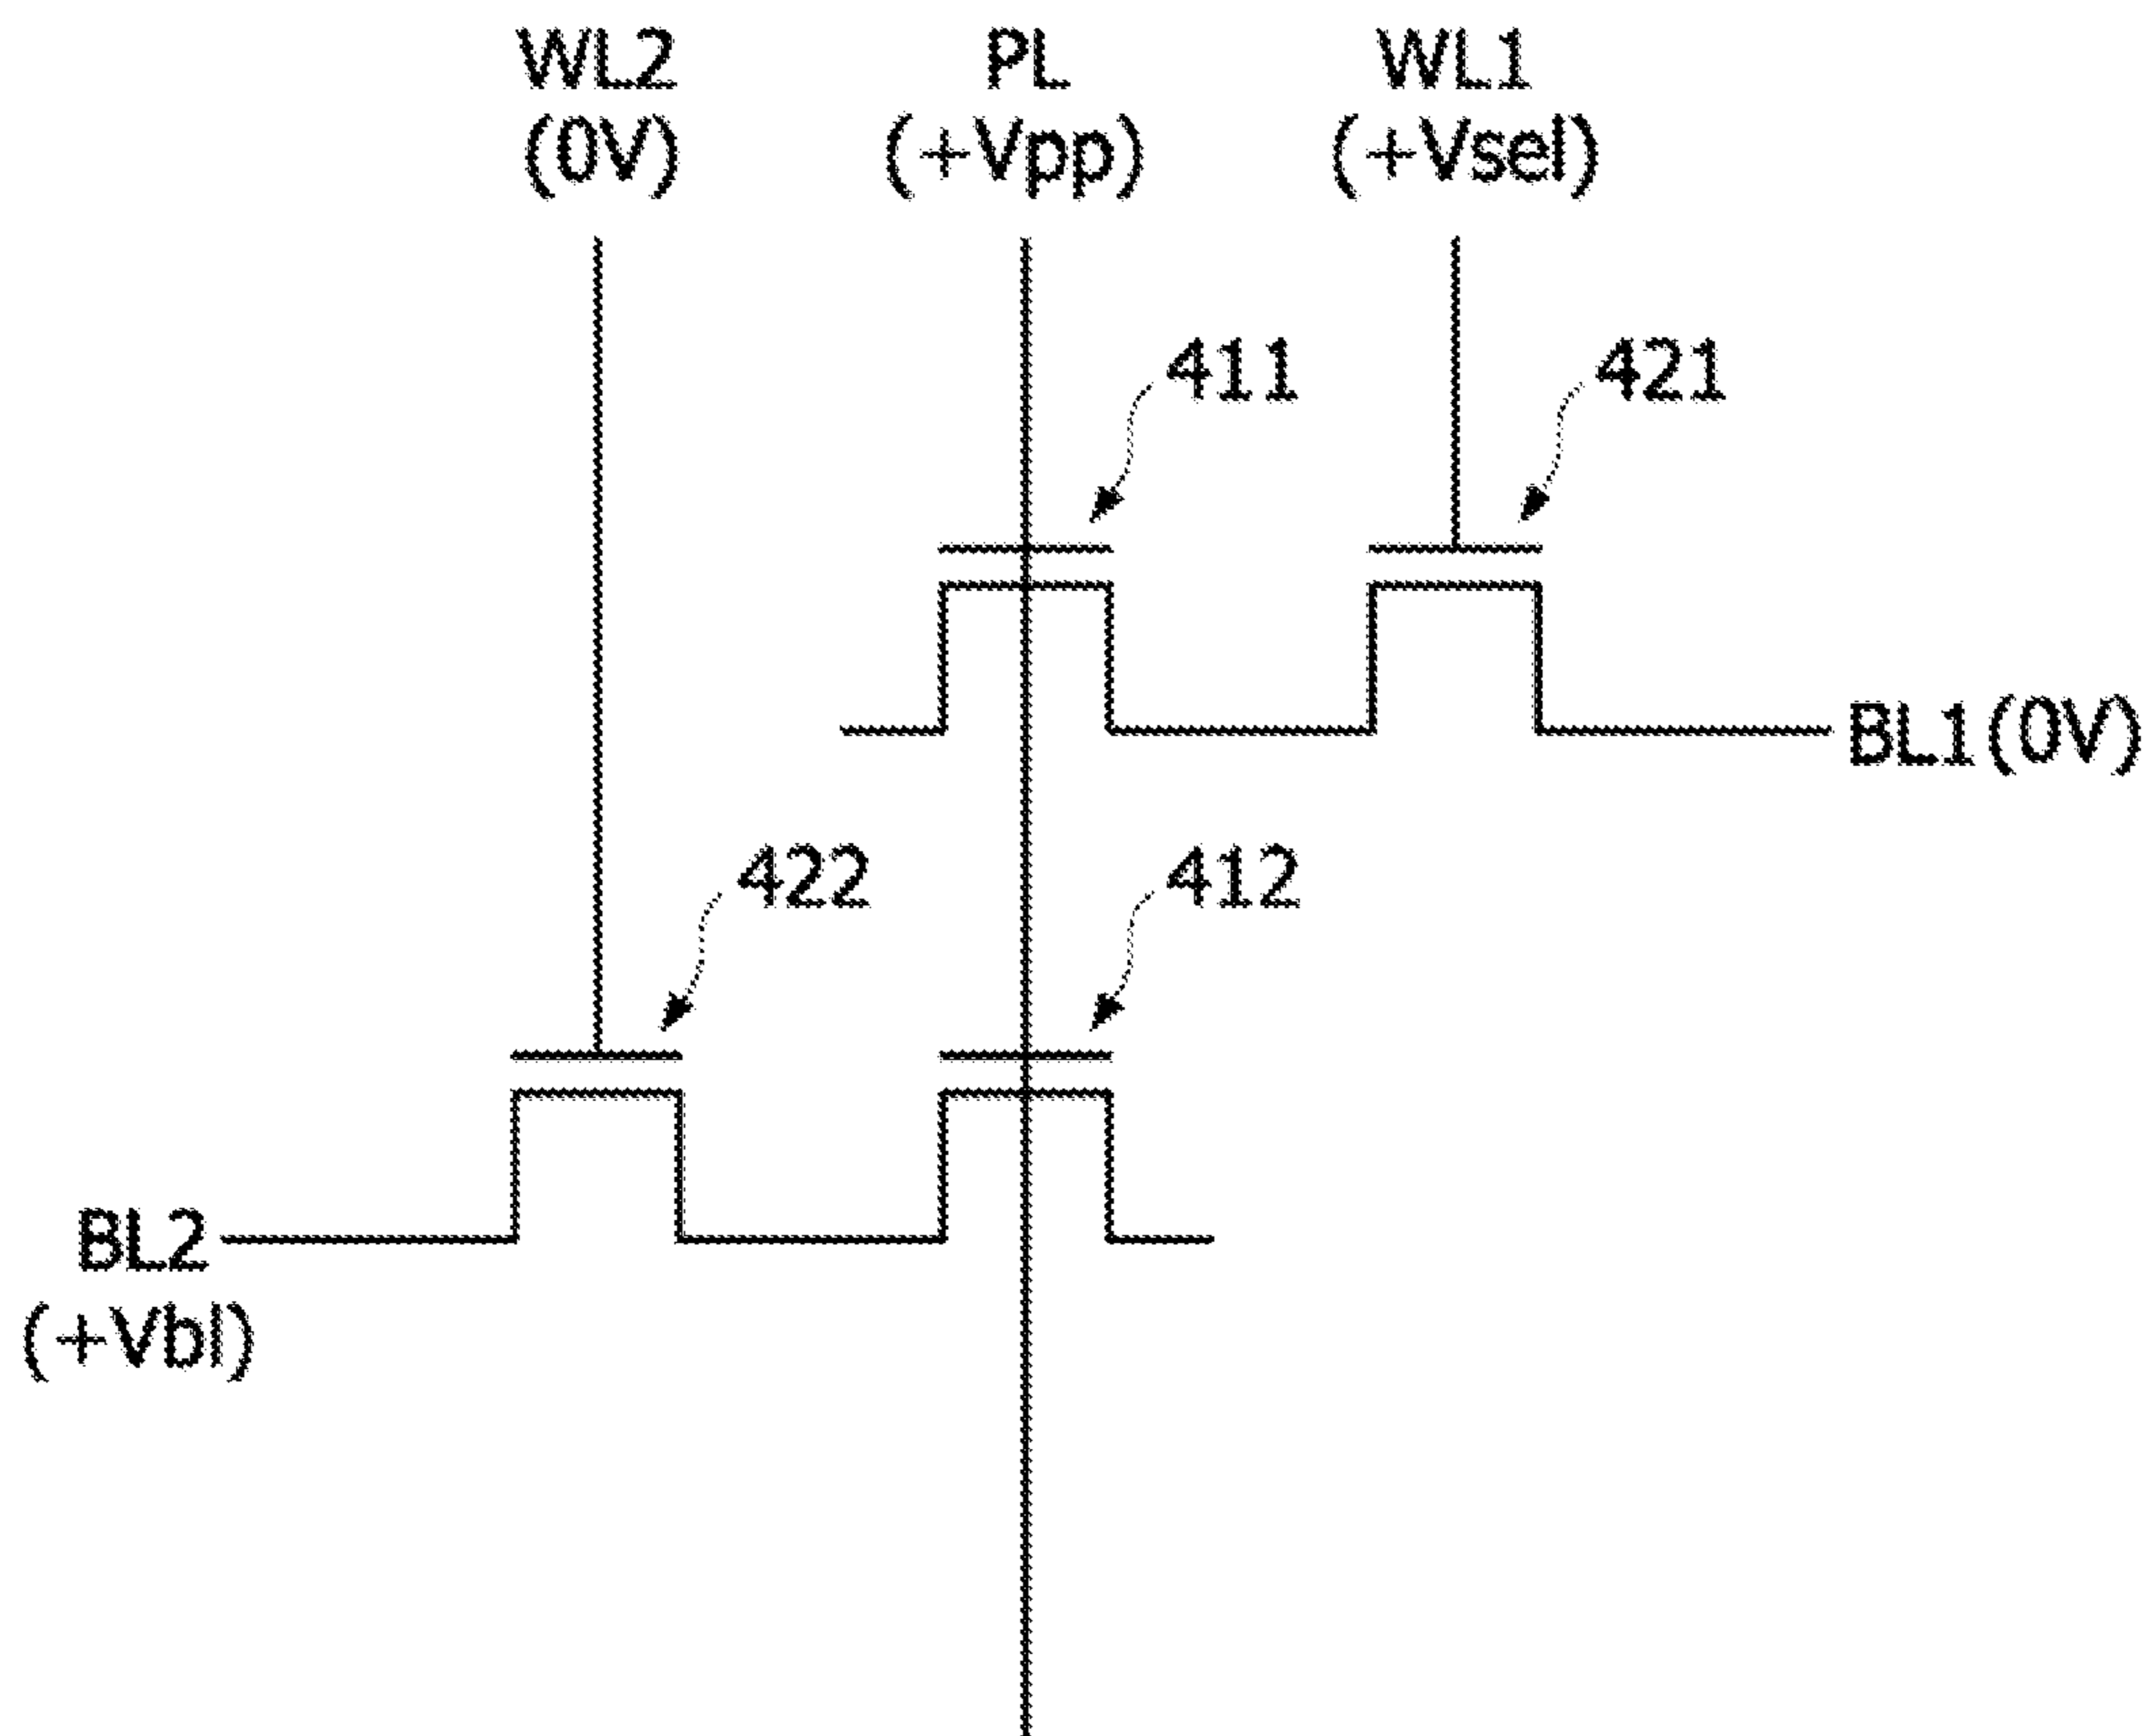 WL2 PL WL1
(0V) (+Vpp) (+Vsel)
411 421
BL1(0V)
422 412
BL2
(+Vbl)